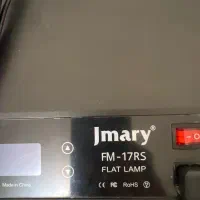 Jmary®
FM-17RS
FLAT LAMP
Made in China
CE FC RoHS